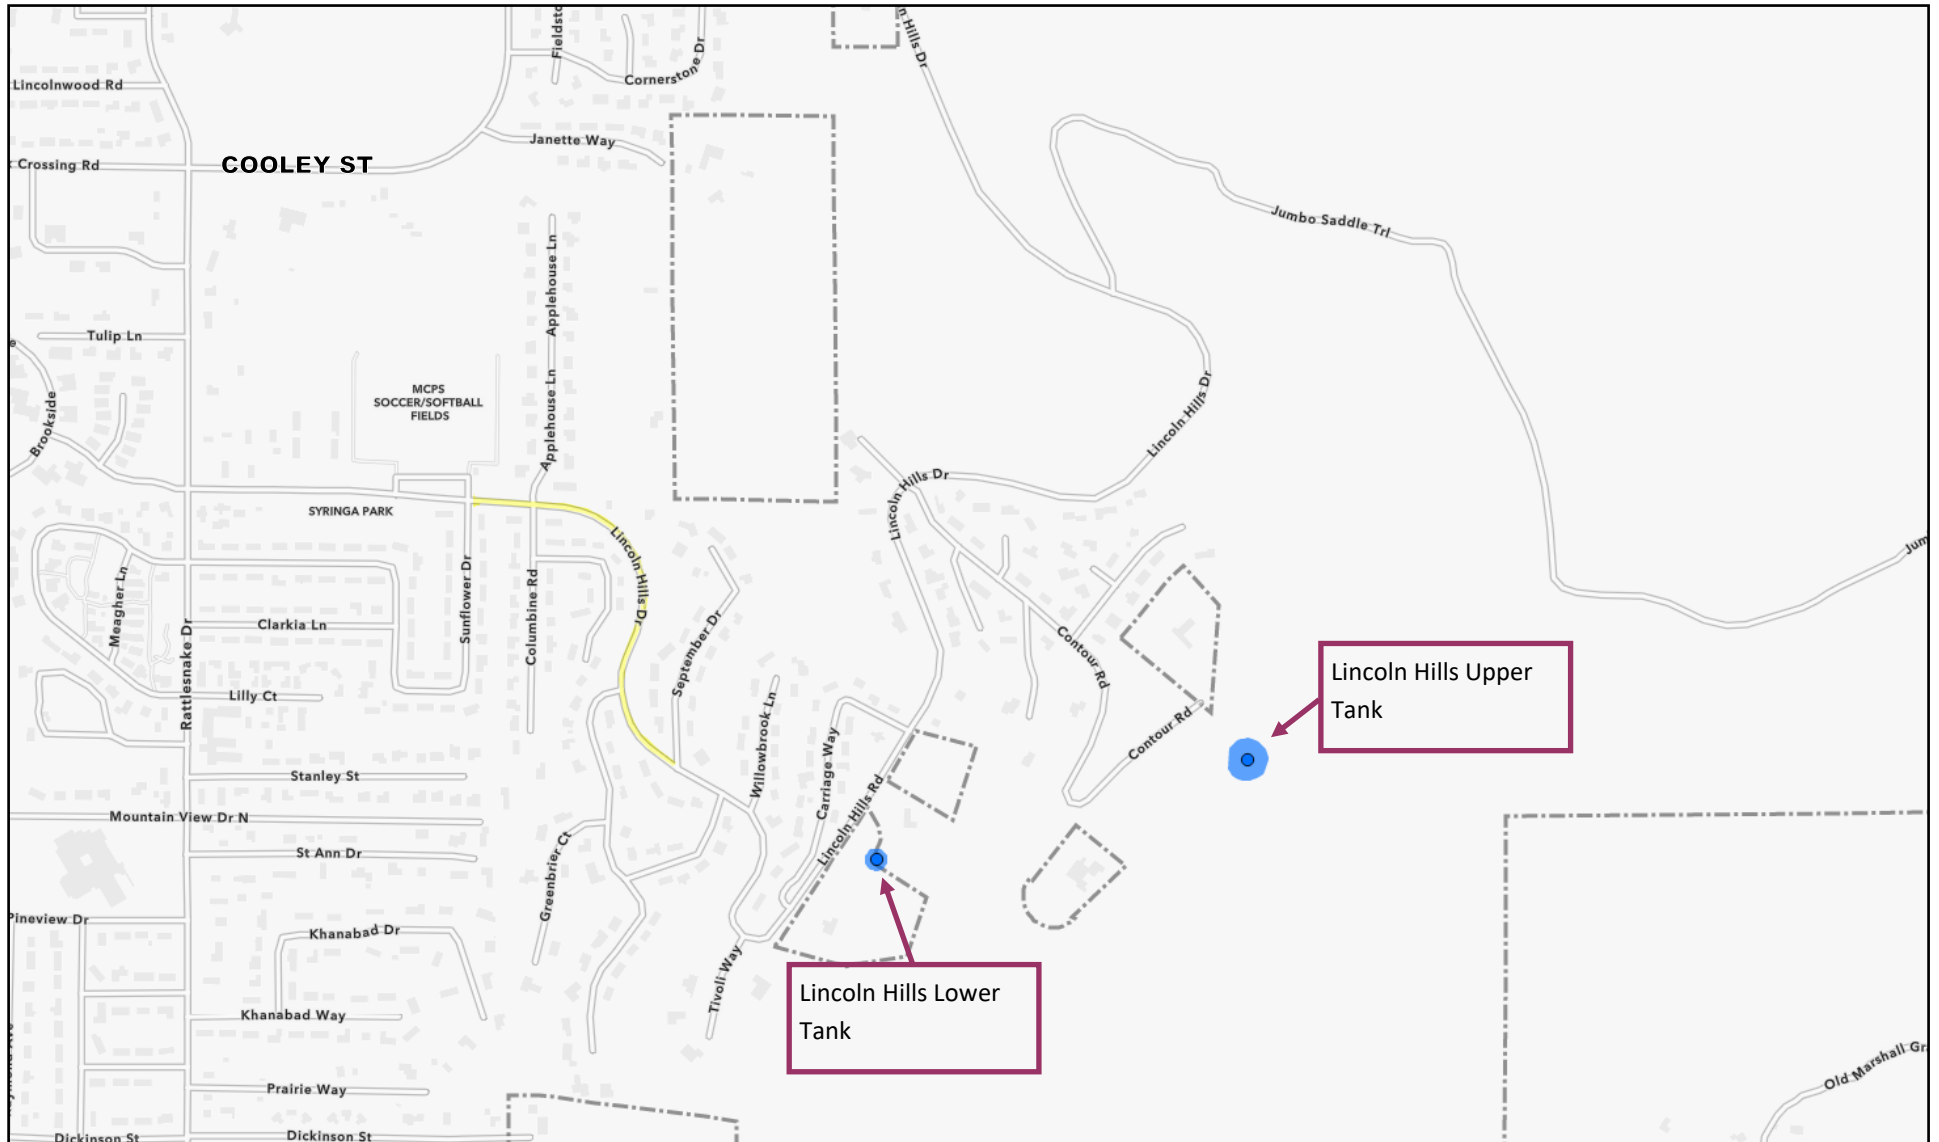 Fieldsto
n Hills Dr
Cornerstone Dr
Lincolnwood Rd
Janette Way
Crossing Rd
COOLEY ST
Jumbo Saddle Trl
Applehouse Ln
Tulip Ln
e
MCPS
SOCCER/SOFTBALL
FIELDS
Applehouse Ln
Brookside
Lincoln Hills Dr
Lincoln Hills Dr
Lincoln Hills Dr
SYRINGA PARK
Lincoln Hills Dr
Jum
Meagher Ln
Sunflower Dr
Columbine Rd
Clarkia Ln
Rattlesnake Dr
September Dr
Contour Rd
Lilly Ct
Lincoln Hills Upper
Tank
Contour Rd
Willowbrook Ln
Carriage Way
Stanley St
Mountain View Dr N
Lincoln Hills Rd
St Ann Dr
Greenbrier Ct
Pineview Dr
Khanabad Dr
Tivoli Way
Lincoln Hills Lower
Tank
Khanabad Way
Old Marshall Gr
Prairie Way
Dickinson St
Dickinson St